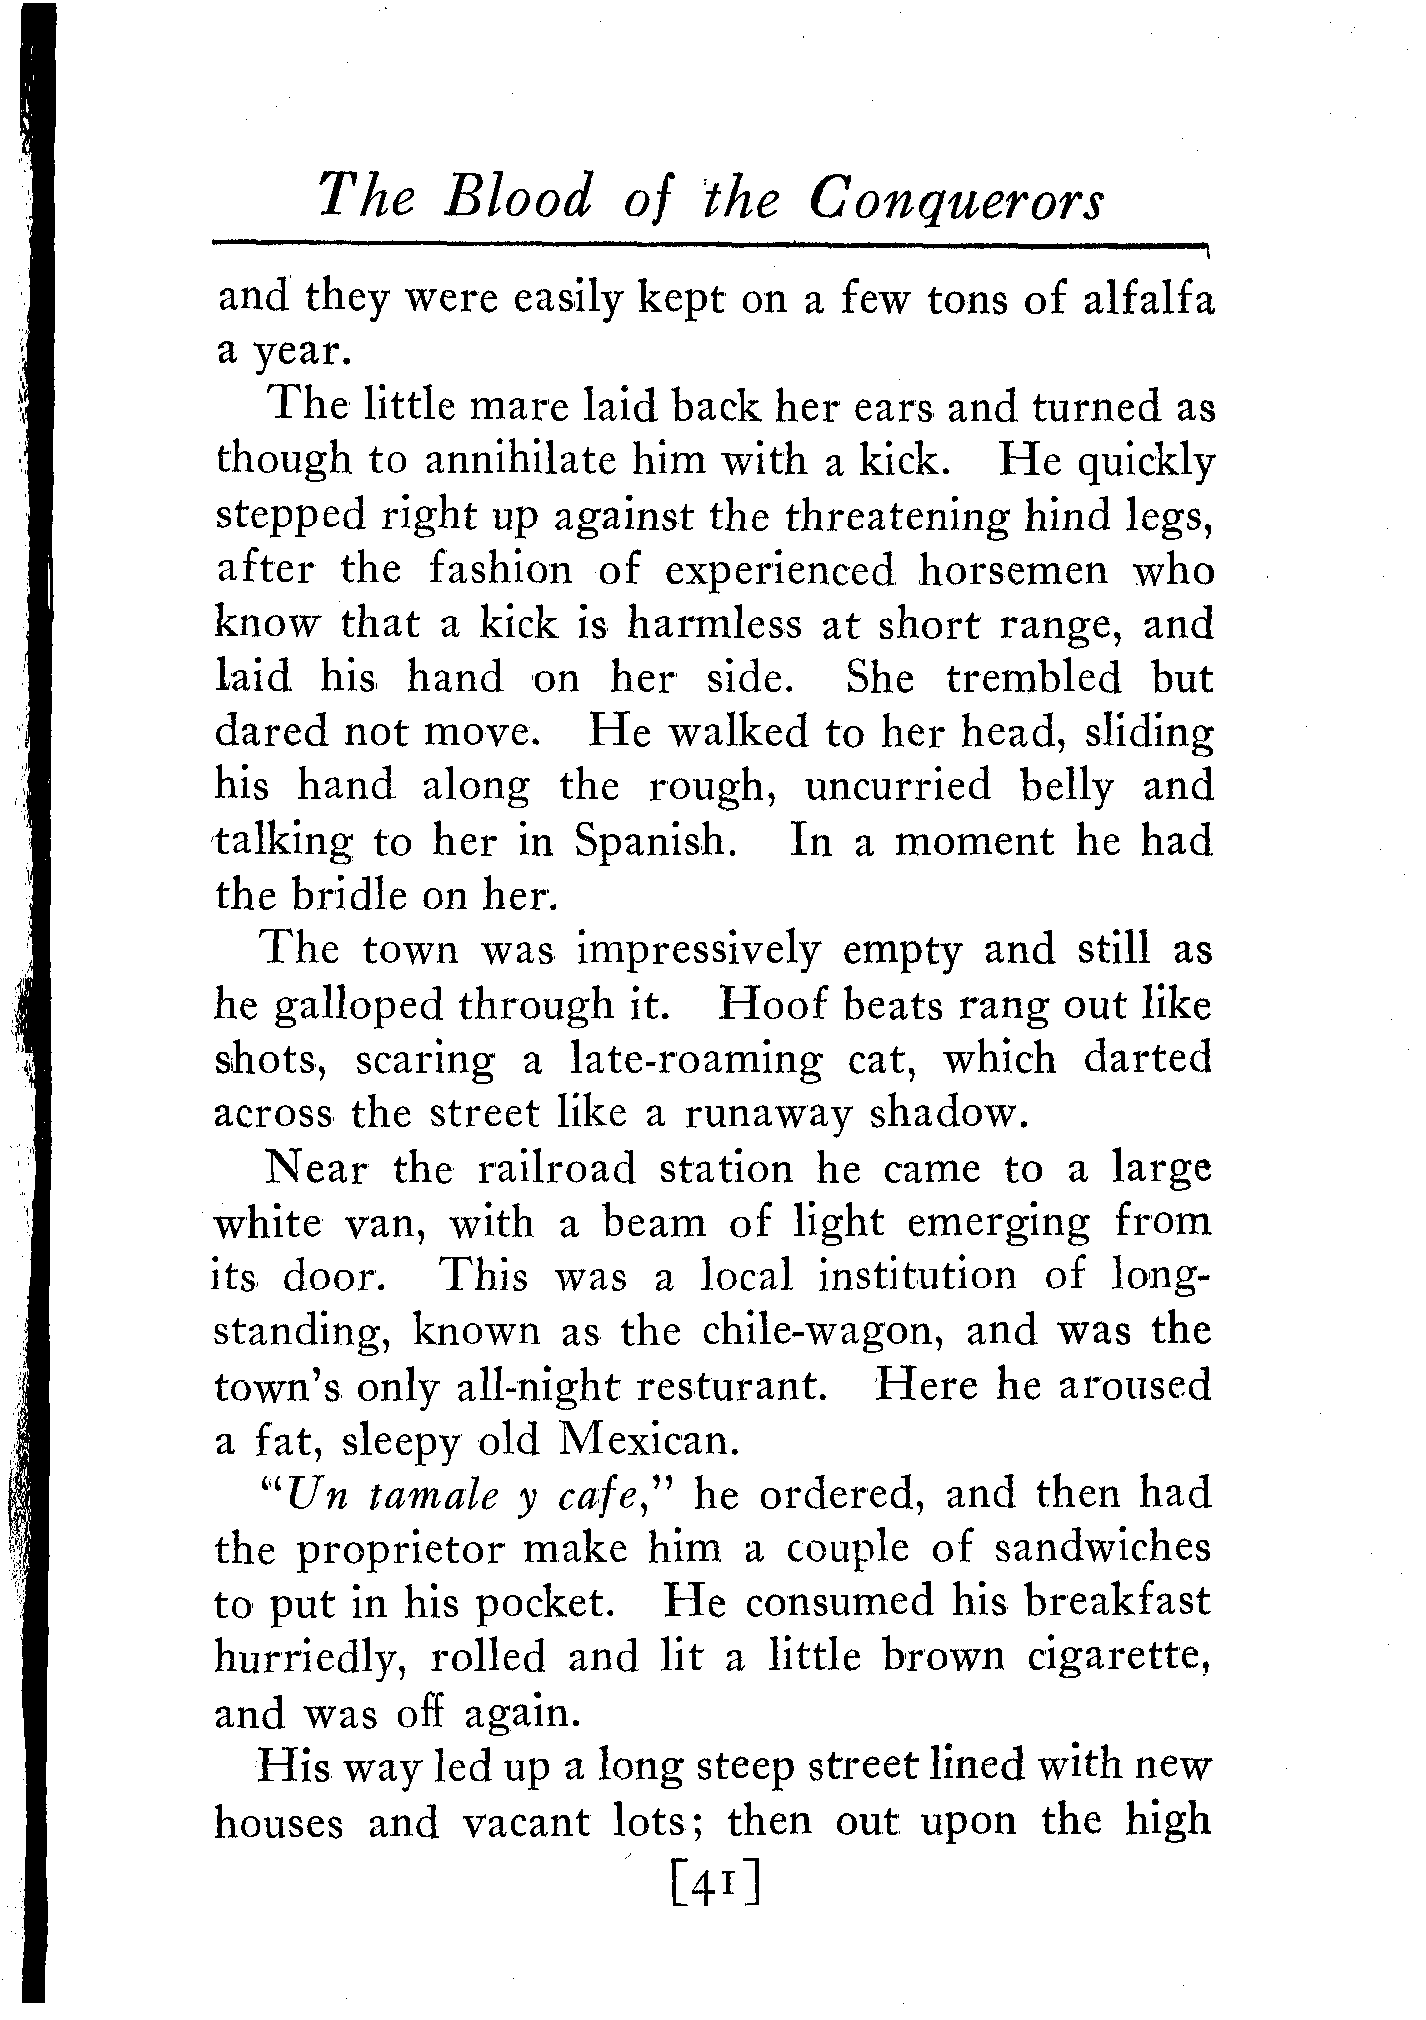 The Blood of the Conquerors
and they were easily kept on a few tons of alfalfa
a year.
The little mare laid back her ears and turned as
though to annihilate him with a kick. He quickly
stepped right up against the threatening hind legs,
after the fashion of experienced horsemen who
know that a kick is harmless at short range, and
laid his hand on her side. She trembled but
dared not move. He walked to her head, sliding
his hand along the rough, uncurried belly and
talking to her in Spanish. In a moment he had
the bridle on her.
The town was impressively empty and still as
he galloped through it. Hoof beats rang out like
shots, scaring a late-roaming cat, which darted
across the street like a runaway shadow.
Near the railroad station he came to a large
white van, with a beam of light emerging from
its door. This was a local institution of long-
standing, known as the chile-wagon, and was the
town's only all-night resturant. Here he aroused
a fat, sleepy old Mexican.
"Un tamale y cafe," he ordered, and then had
the proprietor make him a couple of sandwiches
to put in his pocket. He consumed his breakfast
hurriedly, rolled and lit a little brown cigarette,
and was off again.
His way led up a long steep street lined with new
houses and vacant lots; then out upon the high
[41]